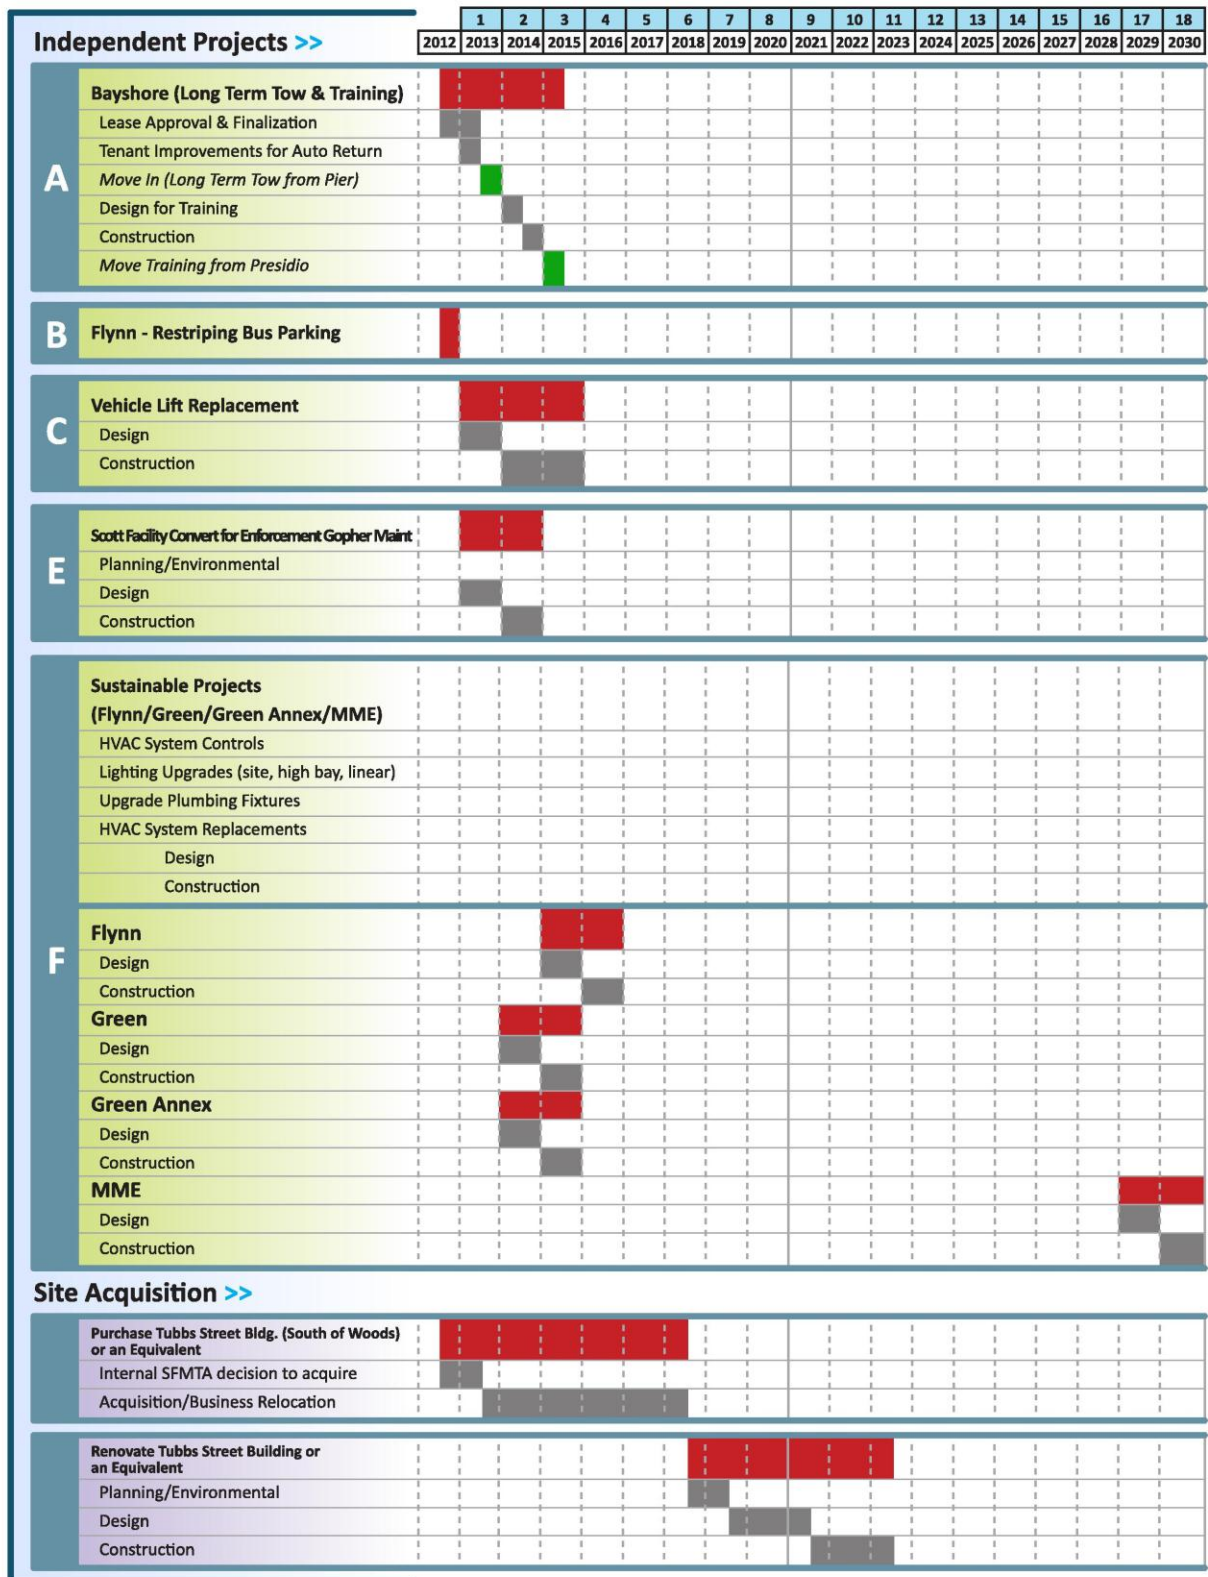 1 2 3 4 5 6 7 8 9 10 11 12 13 14 15 16 17 18
Independent Projects >> 2012 2013 2014 2015 2016 2017 2018 2019 2020 2021 2022 2023 2024 2025 2026 2027 2028 2029 2030
A
Bayshore (Long Term Tow & Training)
Lease Approval & Finalization
Tenant Improvements for Auto Return
Move In (Long Term Tow from Pier)
Design for Training
Construction
Move Training from Presidio
B
Flynn - Restriping Bus Parking
C
Vehicle Lift Replacement
Design
Construction
E
Scott Facility Convert for Enforcement Gopher Maint
Planning/Environmental
Design
Construction
F
Sustainable Projects
(Flynn/Green/Green Annex/MME)
HVAC System Controls
Lighting Upgrades (site, high bay, linear)
Upgrade Plumbing Fixtures
HVAC System Replacements
Design
Construction
Flynn
Design
Construction
Green
Design
Construction
Green Annex
Design
Construction
MME
Design
Construction
Site Acquisition >>
Purchase Tubbs Street Bldg. (South of Woods)
or an Equivalent
Internal SFMTA decision to acquire
Acquisition/Business Relocation
Renovate Tubbs Street Building or
an Equivalent
Planning/Environmental
Design
Construction